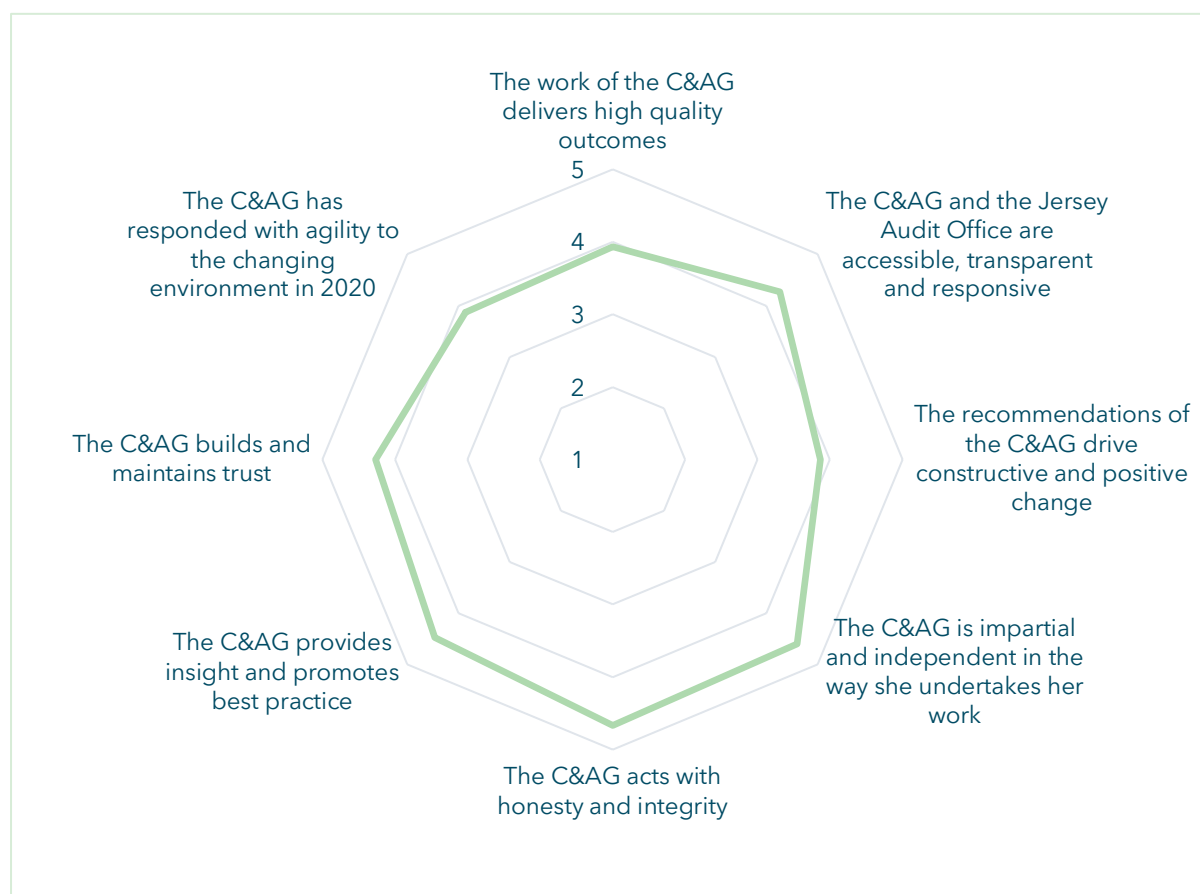 The work of the C&AG
delivers high quality
outcomes
5
4
3
2
1
The C&AG and the Jersey
Audit Office are
accessible, transparent
and responsive
The recommendations of
the C&AG drive
constructive and positive
change
The C&AG is impartial
and independent in the
way she undertakes her
work
The C&AG acts with
honesty and integrity
The C&AG provides
insight and promotes
best practice
The C&AG builds and
maintains trust
The C&AG has
responded with agility to
the changing
environment in 2020